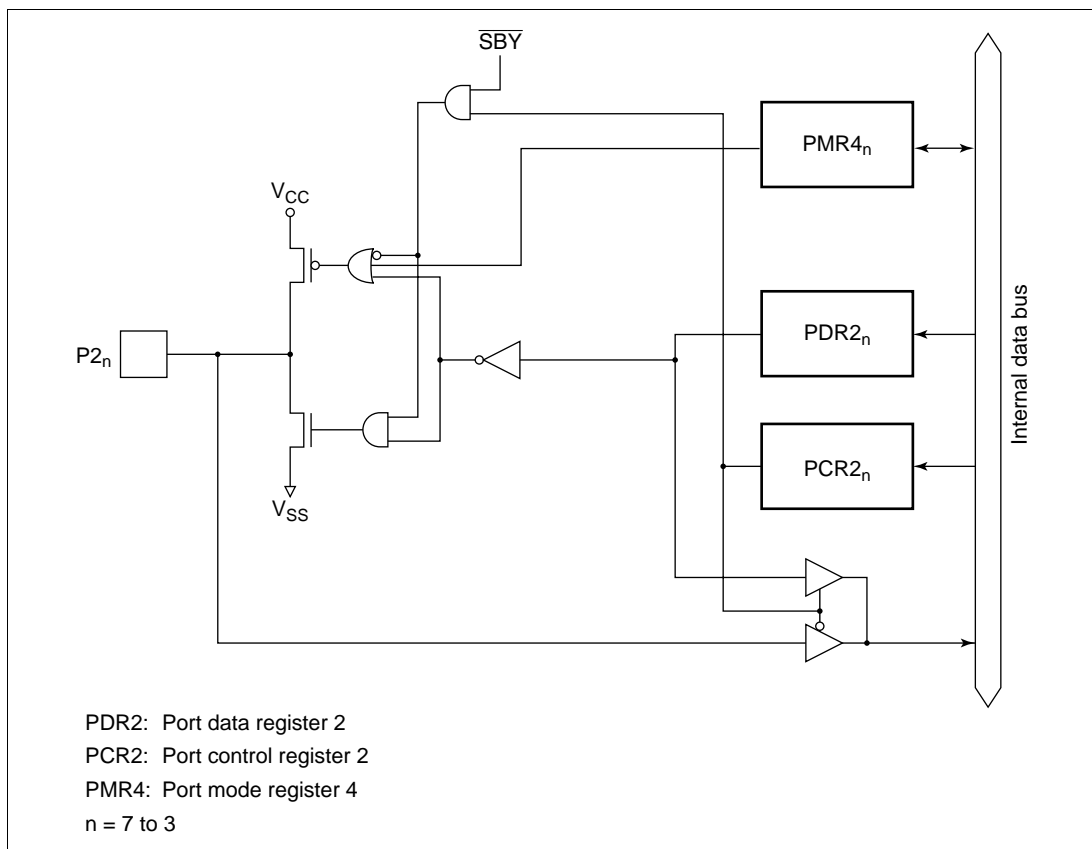 SBY
PMR4n
VCC
PDR2n
P2n
PCR2n
VSS
Internal data bus
PDR2: Port data register 2
PCR2: Port control register 2
PMR4: Port mode register 4
n = 7 to 3